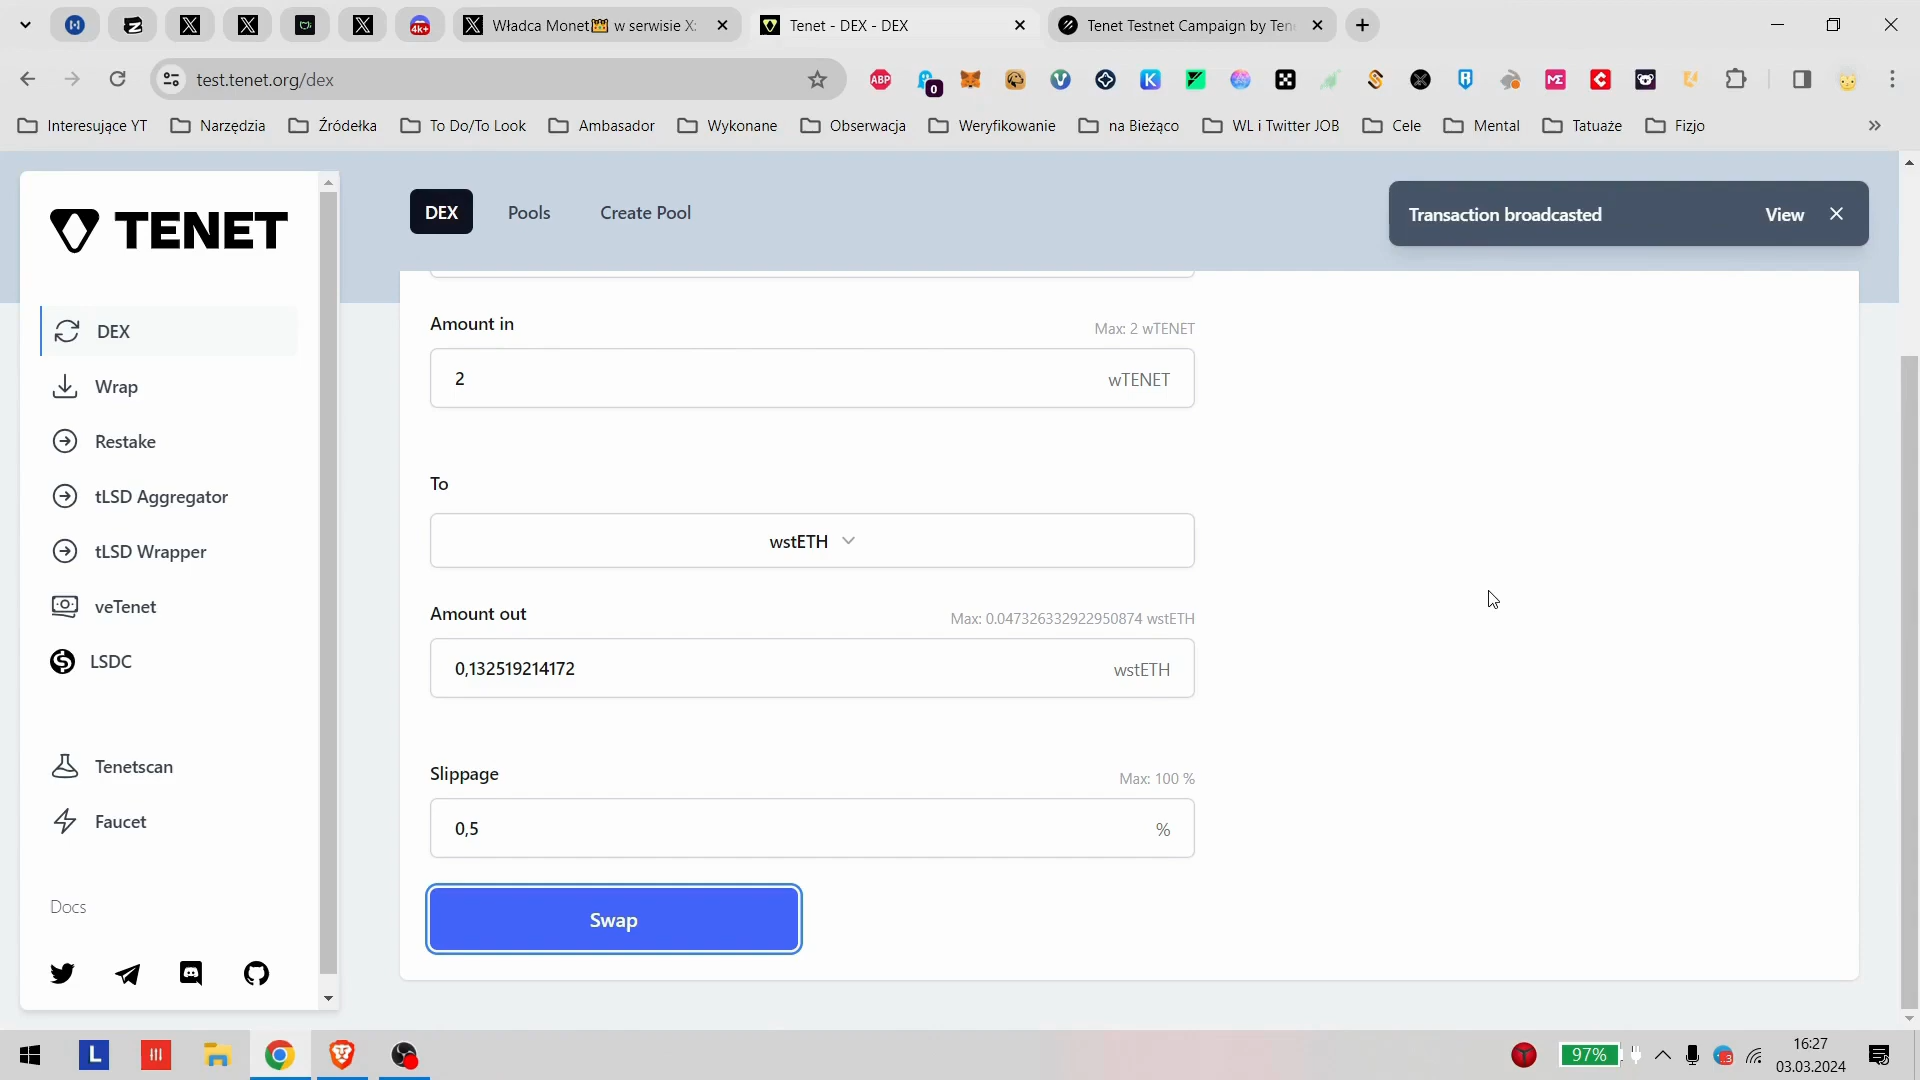 4K+
Władca Monet👑 w serwisie X:
Tenet - DEX - DEX
Tenet Testnet Campaign by Ten
test.tenet.org/dex
ABP
0
Interesujące YT
Narzędzia
Źródełka
To Do/To Look
Ambasador
Wykonane
Obserwacja
Weryfikowanie
na Bieżąco
WL i Twitter JOB
Cele
Mental
Tatuaże
Fizjo
TENET
DEX
Pools
Create Pool
Transaction broadcasted
View
DEX
Wrap
Restake
tLSD Aggregator
tLSD Wrapper
veTenet
LSDC
Tenetscan
Faucet
Docs
Amount in
Max: 2 wTENET
2
wTENET
To
wstETH
Amount out
Max: 0.047326332922950874 wstETH
0,132519214172
wstETH
Slippage
Max: 100 %
0,5
%
Swap
L
97%
16:27
03.03.2024